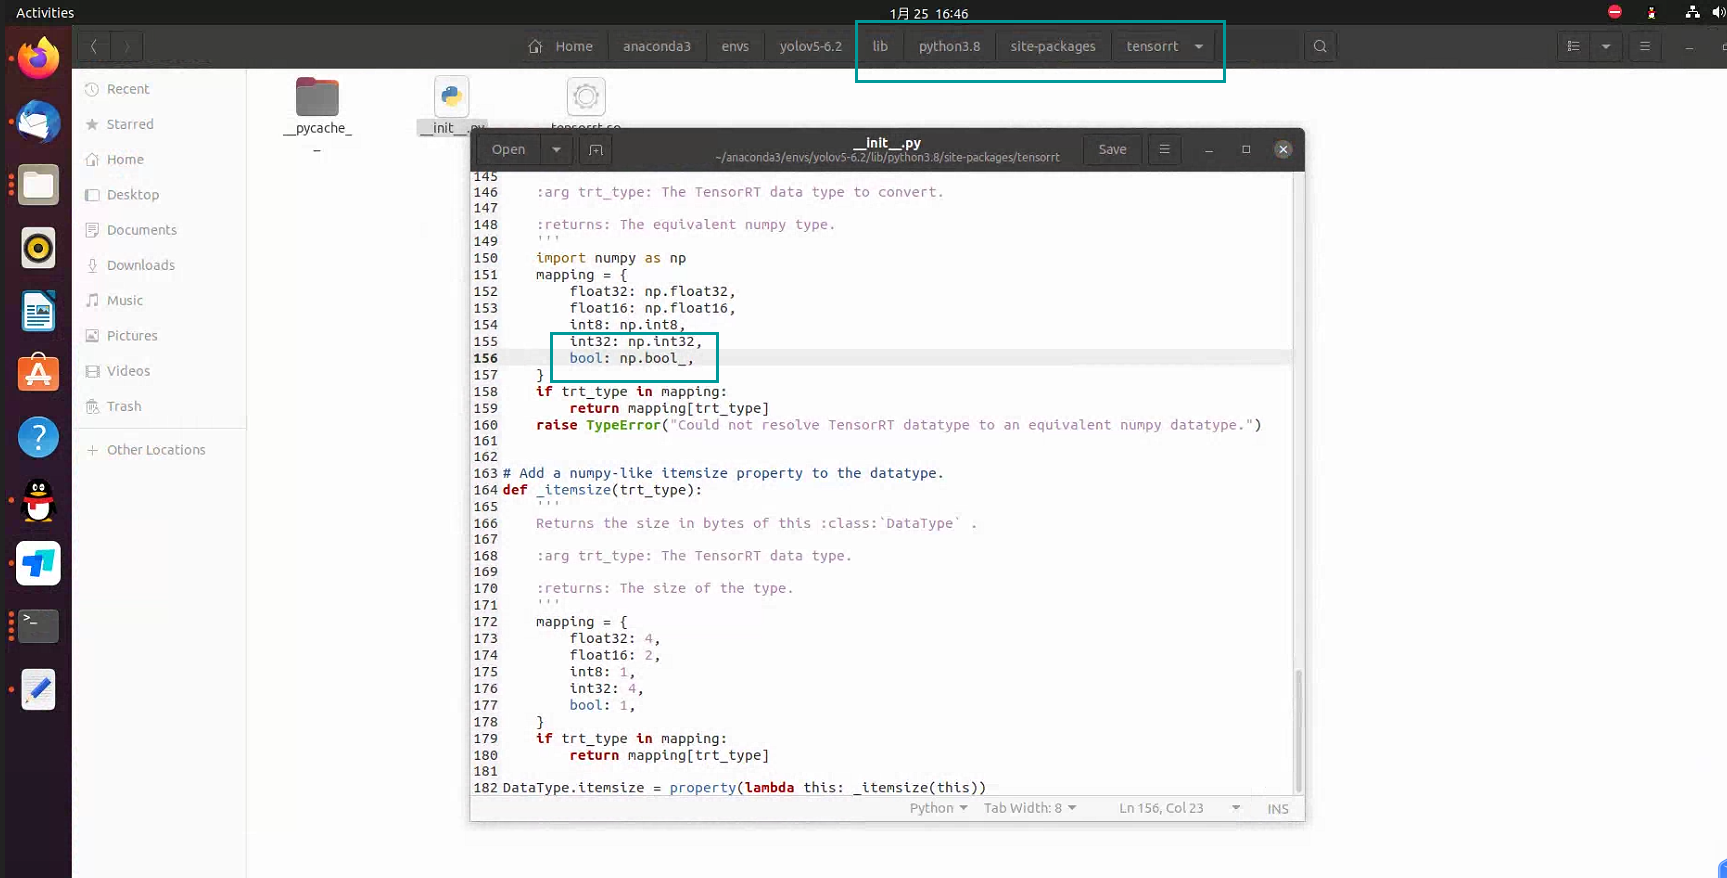 Activities
1月 25 16:46
Home
anaconda3
envs
yolov5-6.2
lib
python3.8
site-packages
tensorrt
Recent
Starred
Home
Desktop
Documents
Downloads
Music
Pictures
Videos
Trash
Other Locations
__pycache_
_
__init__.py
tensorrt.so
Open
__init__.py
~/anaconda3/envs/yolov5-6.2/lib/python3.8/site-packages/tensorrt
Save
145
146     :arg trt_type: The TensorRT data type to convert.
147
148     :returns: The equivalent numpy type.
149     '''
150     import numpy as np
151     mapping = {
152         float32: np.float32,
153         float16: np.float16,
154         int8: np.int8,
155         int32: np.int32,
156         bool: np.bool_,
157     }
158     if trt_type in mapping:
159         return mapping[trt_type]
160     raise TypeError("Could not resolve TensorRT datatype to an equivalent numpy datatype.")
161
162
163 # Add a numpy-like itemsize property to the datatype.
164 def _itemsize(trt_type):
165     '''
166     Returns the size in bytes of this :class:`DataType` .
167
168     :arg trt_type: The TensorRT data type.
169
170     :returns: The size of the type.
171     '''
172     mapping = {
173         float32: 4,
174         float16: 2,
175         int8: 1,
176         int32: 4,
177         bool: 1,
178     }
179     if trt_type in mapping:
180         return mapping[trt_type]
181
182 DataType.itemsize = property(lambda this: _itemsize(this))
Python
Tab Width: 8
Ln 156, Col 23
INS